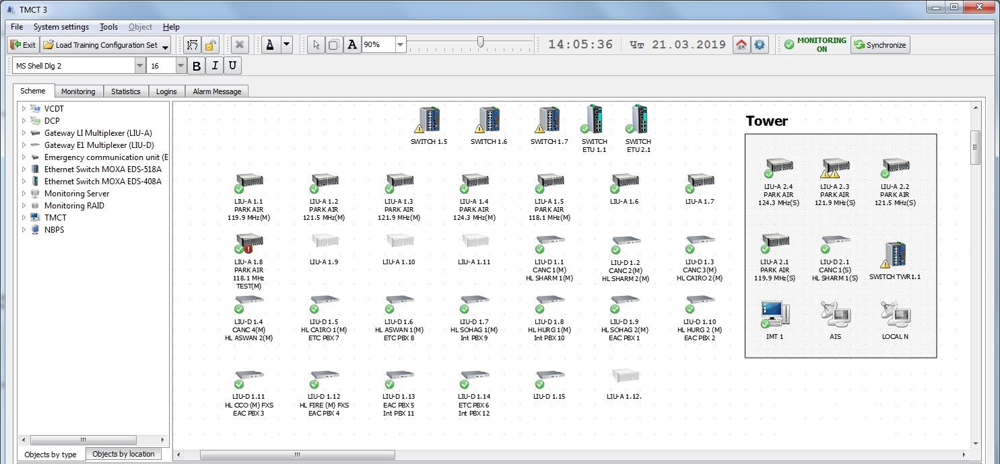 TMCT 3
File System settings Tools Object Help
Exit Load Training Configuration Set A A 90% 14:05:36 Чт 21.03.2019 MONITORING ON Synchronize
MS Shell Dlg 2 16 B I U
Scheme Monitoring Statistics Logins Alarm Message
VCDT
DCP
Gateway LI Multiplexer (LIU-A)
Gateway E1 Multiplexer (LIU-D)
Emergency communication unit (E
Ethernet Switch MOXA EDS-518A
Ethernet Switch MOXA EDS-408A
Monitoring Server
Monitoring RAID
TMCT
NBPS
Objects by type Objects by location
SWITCH 1.5 SWITCH 1.6 SWITCH 1.7 SWITCH SWITCH
ETU 1.1 ETU 2.1
LIU-A 1.1 LIU-A 1.2 LIU-A 1.3 LIU-A 1.4 LIU-A 1.5 LIU-A 1.6 LIU-A 1.7
PARK AIR PARK AIR PARK AIR PARK AIR PARK AIR
119.9 MHz(M) 121.5 MHz(M) 121.9 MHz(M) 124.3 MHz(M) 118.1 MHz(M)
LIU-A 1.8 LIU-A 1.9 LIU-A 1.10 LIU-A 1.11 LIU-D 1.1 LIU-D 1.2 LIU-D 1.3
PARK AIR CANC 1(M) CANC 2(M) CANC 3(M)
118.1 MHz HL SHARM 1(M) HL SHARM 2(M) HL CAIRO 2(M)
TEST(M)
LIU-D 1.4 LIU-D 1.5 LIU-D 1.6 LIU-D 1.7 LIU-D 1.8 LIU-D 1.9 LIU-D 1.10
CANC 4(M) HL CAIRO 1(M) HL ASWAN 1(M) HL SOHAG 1(M) HL HURG 1(M) HL SOHAG 2(M) HL HURG 2 (M)
HL ASWAN 2(M) ETC PBX 7 ETC PBX 8 Int PBX 9 Int PBX 10 EAC PBX 1 EAC PBX 2
LIU-D 1.11 LIU-D 1.12 LIU-D 1.13 LIU-D 1.14 LIU-D 1.15 LIU-A 1.12.
HL CCO (M) FXS HL FIRE (M) FXS EAC PBX 5 ETC PBX 6
EAC PBX 3 EAC PBX 4 Int PBX 11 Int PBX 12
Tower
LIU-A 2.4 LIU-A 2.3 LIU-A 2.2
PARK AIR PARK AIR PARK AIR
124.3 MHz(S) 121.9 MHz(S) 121.5 MHz(S)
LIU-A 2.1 LIU-D 2.1
PARK AIR CANC 1(S) SWITCH TWR1.1
119.9 MHz(S) HL SHARM 1(S)
IMT 1 AIS LOCAL N